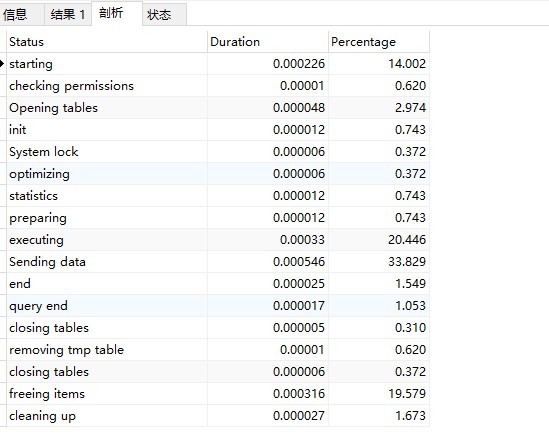 信息 结果 1 剖析 状态
Status Duration Percentage
starting 0.000226 14.002
checking permissions 0.00001 0.620
Opening tables 0.000048 2.974
init 0.000012 0.743
System lock 0.000006 0.372
optimizing 0.000006 0.372
statistics 0.000012 0.743
preparing 0.000012 0.743
executing 0.00033 20.446
Sending data 0.000546 33.829
end 0.000025 1.549
query end 0.000017 1.053
closing tables 0.000005 0.310
removing tmp table 0.00001 0.620
closing tables 0.000006 0.372
freeing items 0.000316 19.579
cleaning up 0.000027 1.673